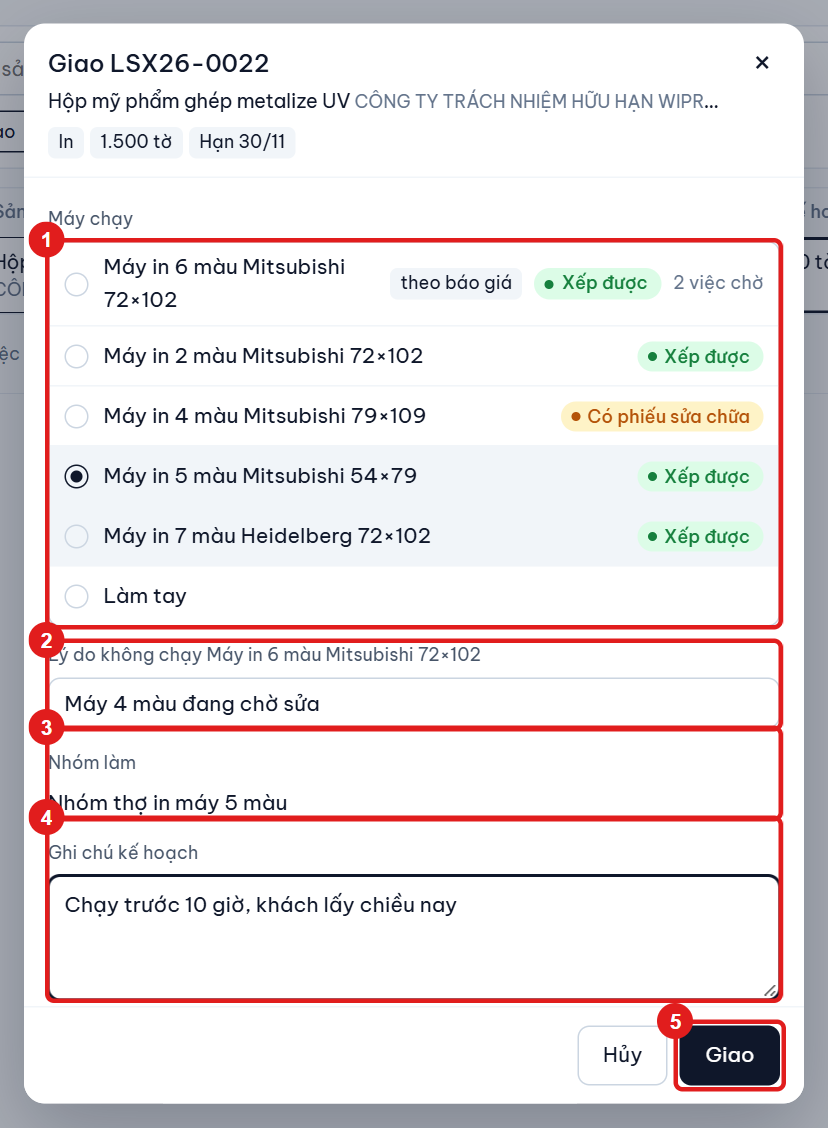 Giao LSX26-0022
×
Hộp mỹ phẩm ghép metalize UV CÔNG TY TRÁCH NHIỆM HỮU HẠN WIPR...
In 1.500 tờ Hạn 30/11
Máy chạy
1
Máy in 6 màu Mitsubishi
72×102
theo báo giá Xếp được 2 việc chờ
Máy in 2 màu Mitsubishi 72×102 Xếp được
Máy in 4 màu Mitsubishi 79×109 Có phiếu sửa chữa
Máy in 5 màu Mitsubishi 54×79 Xếp được
Máy in 7 màu Heidelberg 72×102 Xếp được
Làm tay
2
Lý do không chạy Máy in 6 màu Mitsubishi 72×102
Máy 4 màu đang chờ sửa
3
Nhóm làm
Nhóm thợ in máy 5 màu
4
Ghi chú kế hoạch
Chạy trước 10 giờ, khách lấy chiều nay
5
Hủy Giao